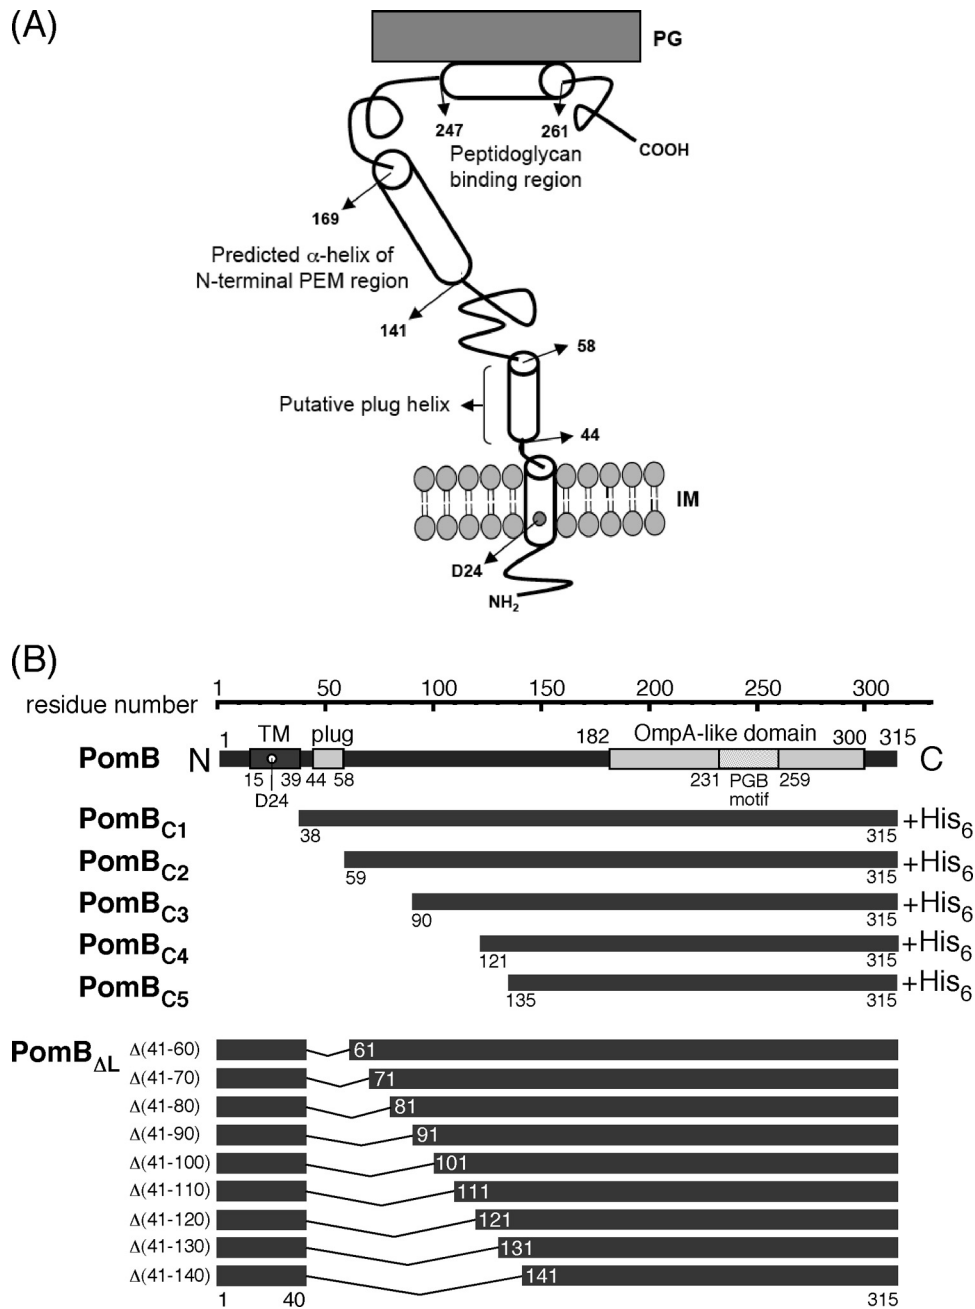 (A)
PG
247 261
Peptidoglycan
binding region
COOH
169
Predicted α-helix of
N-terminal PEM region
141
58
Putative plug helix
44
IM
D24
NH2
(B)
residue number 1 50 100 150 200 250 300
1 TM plug 182 OmpA-like domain 300 315
PomB N C
15 39 44 58 231 PGB 259
D24 motif
PomBC1 +His6
38 315
PomBC2 +His6
59 315
PomBC3 +His6
90 315
PomBC4 +His6
121 315
PomBC5 +His6
135 315
PomBΔL Δ(41-60) 61
Δ(41-70) 71
Δ(41-80) 81
Δ(41-90) 91
Δ(41-100) 101
Δ(41-110) 111
Δ(41-120) 121
Δ(41-130) 131
Δ(41-140) 141
1 40 315